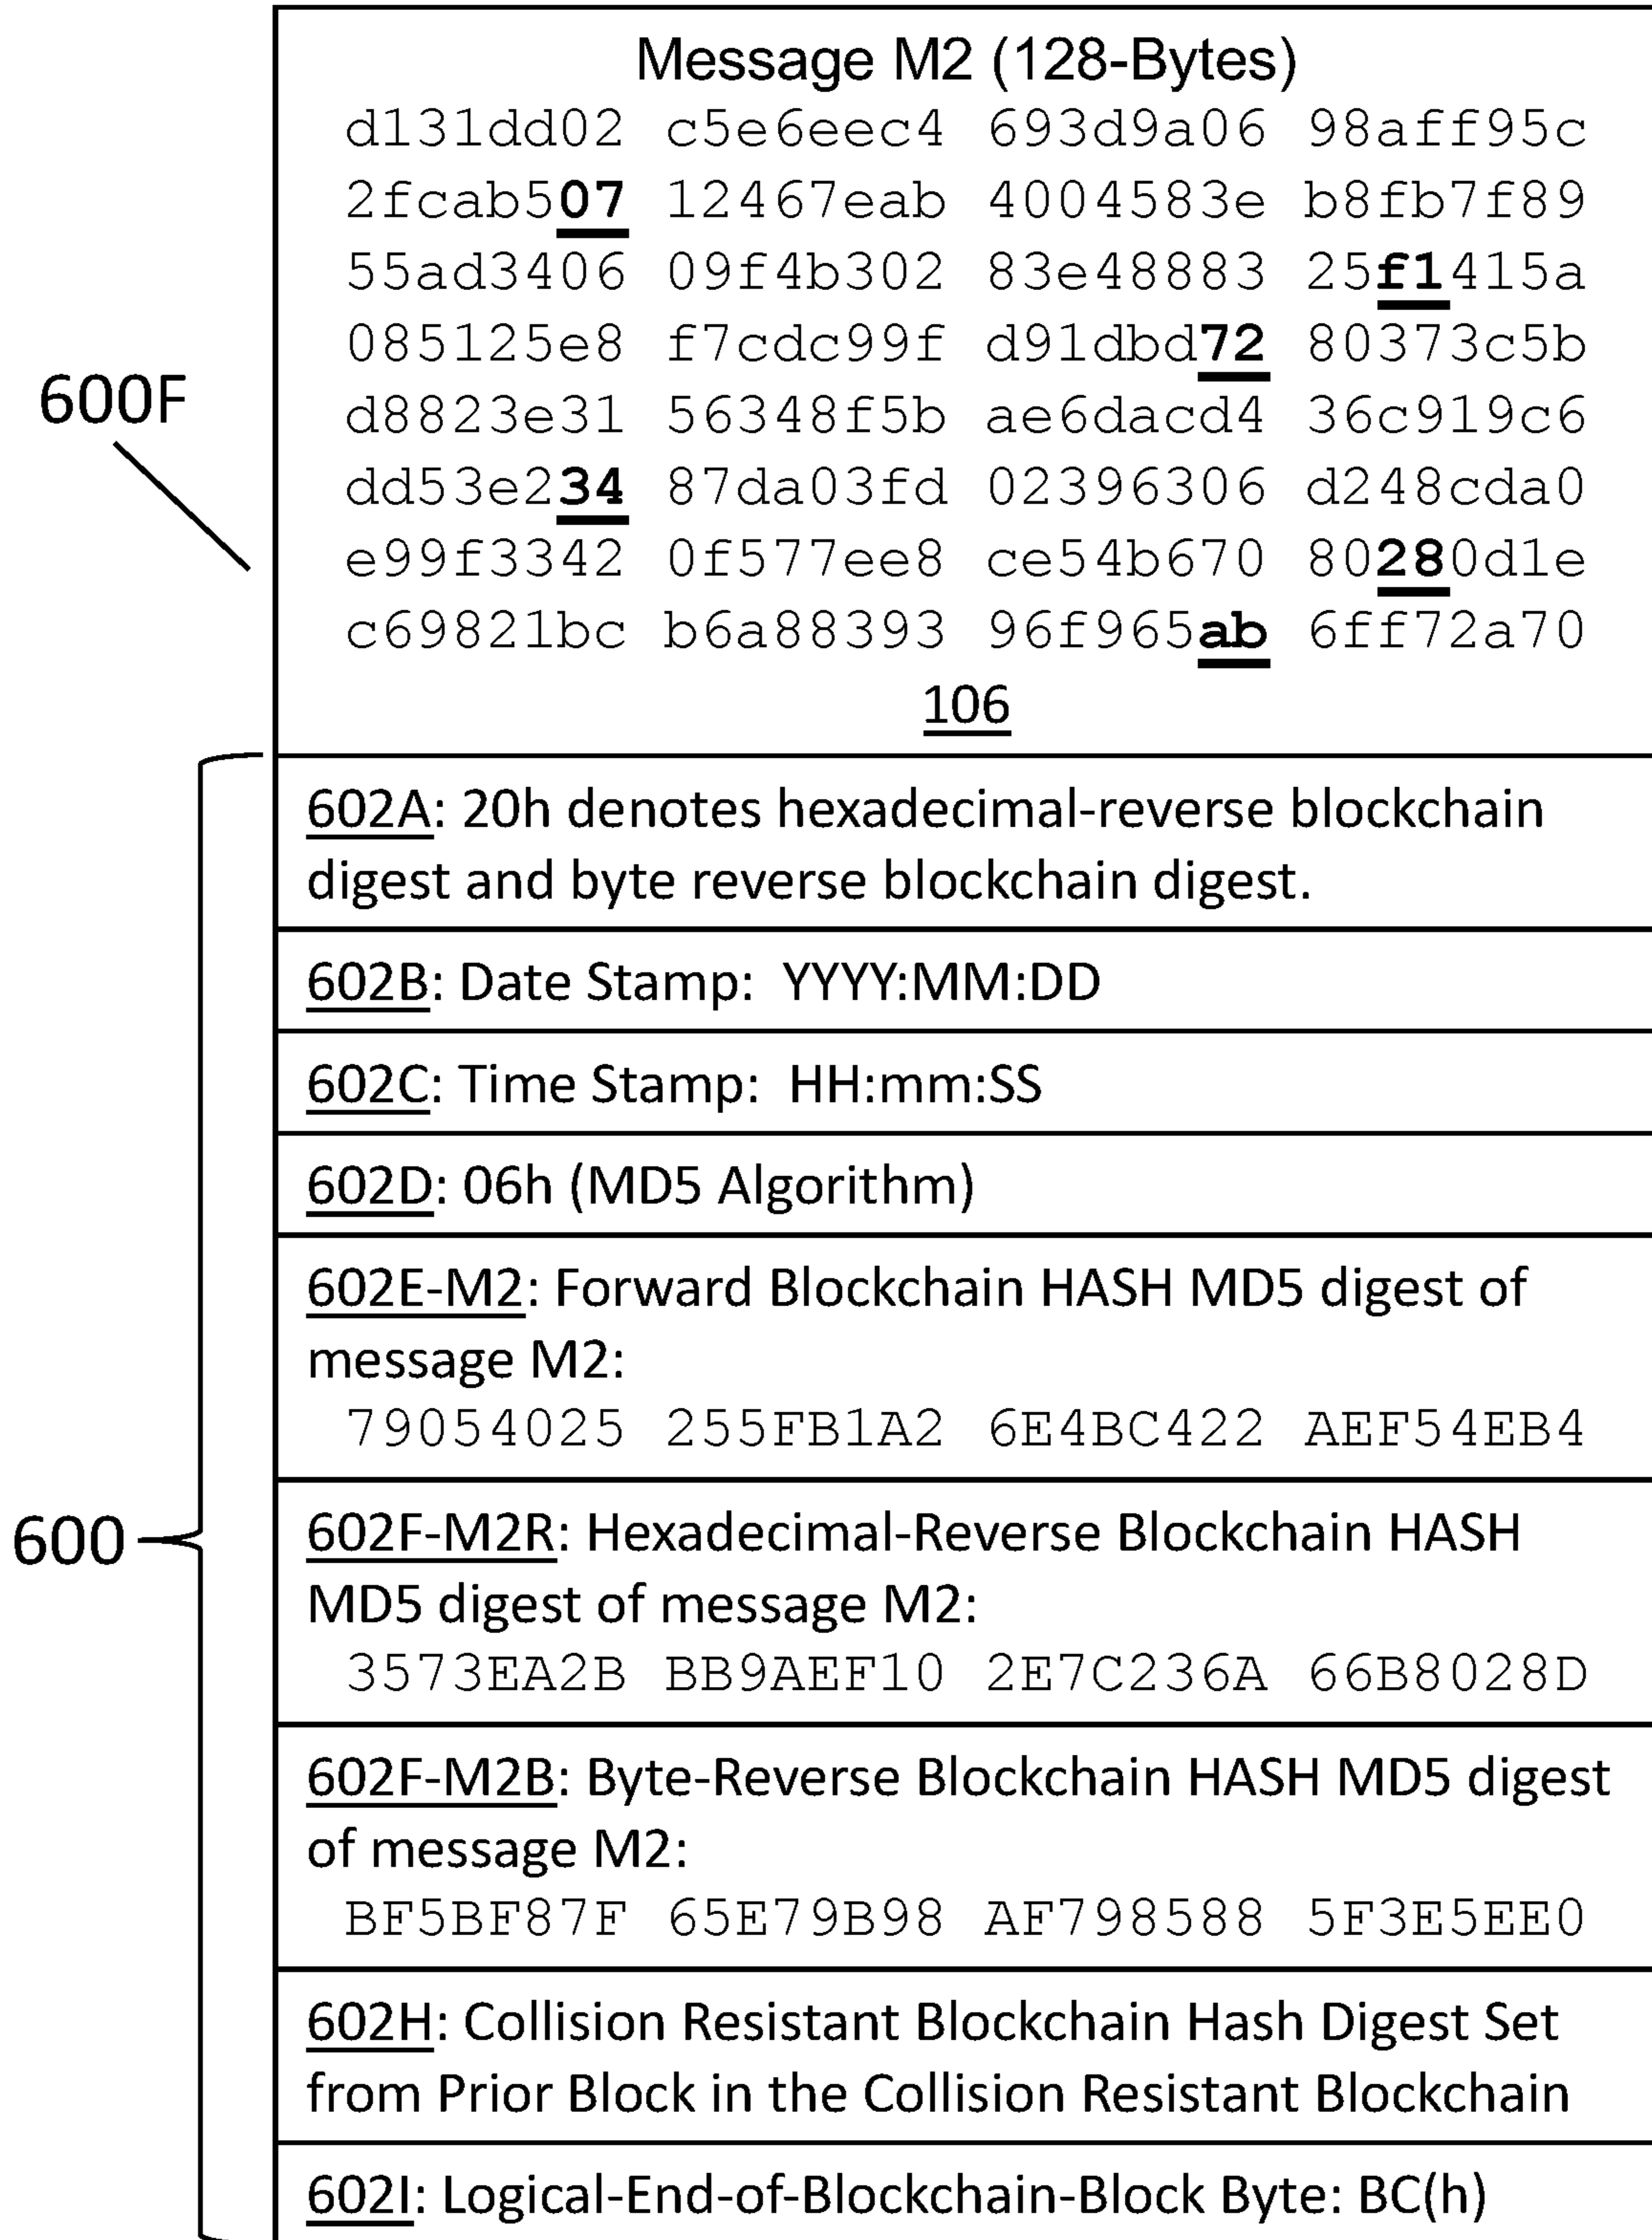 Message M2 (128-Bytes)
d131dd02 c5e6eec4 693d9a06 98aff95c
2fcab507 12467eab 4004583e b8fb7f89
55ad3406 09f4b302 83e48883 25f1415a
085125e8 f7cdc99f d91dbd72 80373c5b
d8823e31 56348f5b ae6dacd4 36c919c6
dd53e234 87da03fd 02396306 d248cda0
e99f3342 0f577ee8 ce54b670 80280d1e
c69821bc b6a88393 96f965ab 6ff72a70
106
600F
602A: 20h denotes hexadecimal-reverse blockchain
digest and byte reverse blockchain digest.
602B: Date Stamp: YYYY:MM:DD
602C: Time Stamp: HH:mm:SS
602D: 06h (MD5 Algorithm)
602E-M2: Forward Blockchain HASH MD5 digest of
message M2:
79054025 255FB1A2 6E4BC422 AEF54EB4
600
602F-M2R: Hexadecimal-Reverse Blockchain HASH
MD5 digest of message M2:
3573EA2B BB9AEF10 2E7C236A 66B8028D
602F-M2B: Byte-Reverse Blockchain HASH MD5 digest
of message M2:
BF5BF87F 65E79B98 AF798588 5F3E5EE0
602H: Collision Resistant Blockchain Hash Digest Set
from Prior Block in the Collision Resistant Blockchain
602I: Logical-End-of-Blockchain-Block Byte: BC(h)